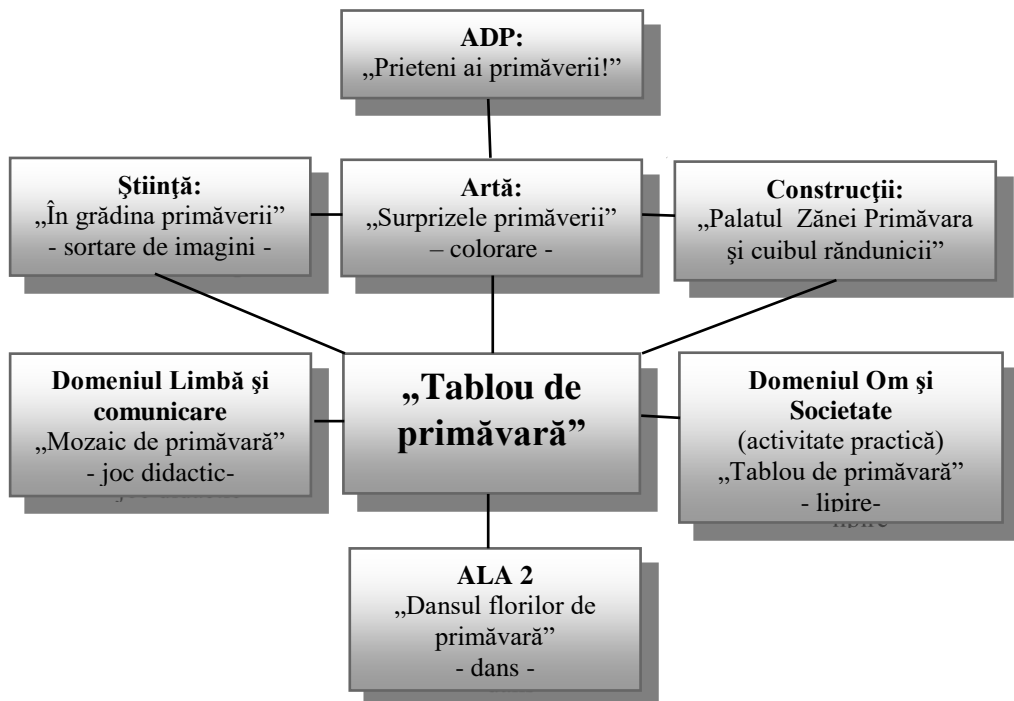 ADP:
„Prieteni ai primăverii!”
Ştiinţă:
„În grădina primăverii”
- sortare de imagini -
Artă:
„Surprizele primăverii”
– colorare -
Construcţii:
„Palatul Zănei Primăvara
şi cuibul răndunicii”
Domeniul Limbă şi
comunicare
„Mozaic de primăvară”
- joc didactic-
„Tablou de
primăvară”
Domeniul Om şi
Societate
(activitate practică)
„Tablou de primăvară”
- lipire-
ALA 2
„Dansul florilor de
primăvară”
- dans -